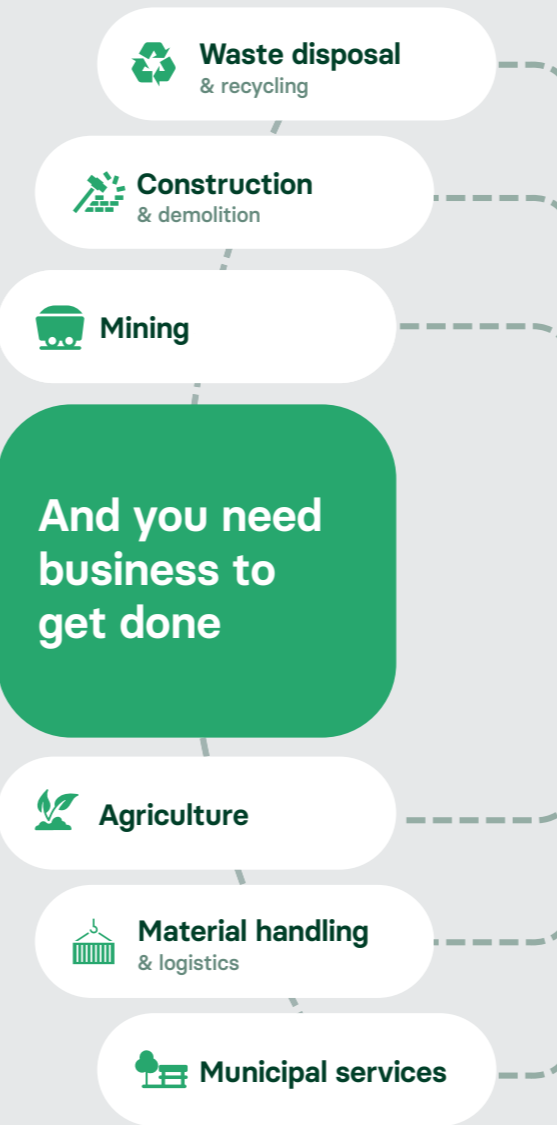 Waste disposal
& recycling
Construction
& demolition
Mining
And you need
business to
get done
Agriculture
Material handling
& logistics
Municipal services